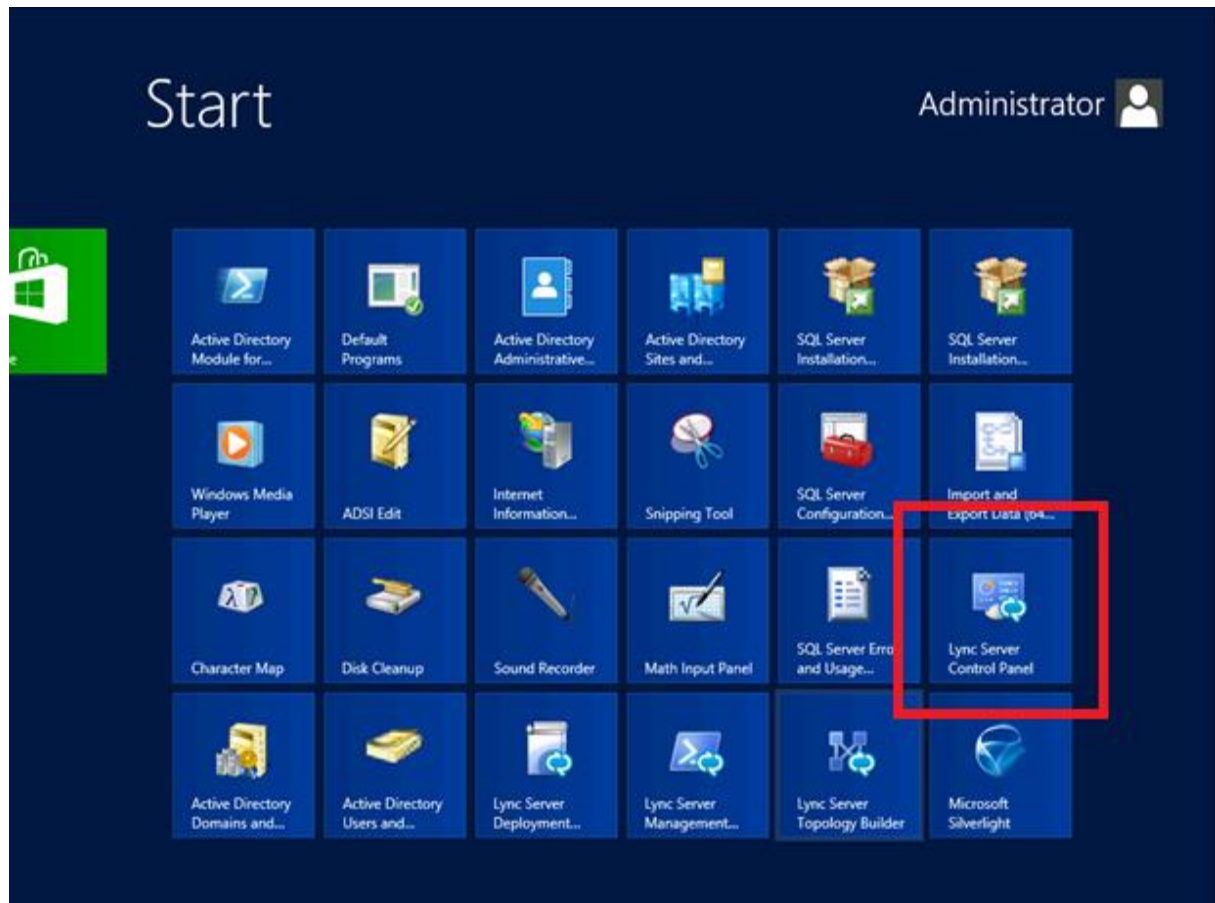 Start
Administrator
e
Active Directory
Module for...
Default
Programs
Active Directory
Administrative...
Active Directory
Sites and...
SQL Server
Installation...
SQL Server
Installation...
Windows Media
Player
ADSI Edit
Internet
Information...
Snipping Tool
SQL Server
Configuration...
Import and
Export Data (64...
Character Map
Disk Cleanup
Sound Recorder
Math Input Panel
SQL Server Erro
and Usage...
Lync Server
Control Panel
Active Directory
Domains and...
Active Directory
Users and...
Lync Server
Deployment...
Lync Server
Management...
Lync Server
Topology Builder
Microsoft
Silverlight